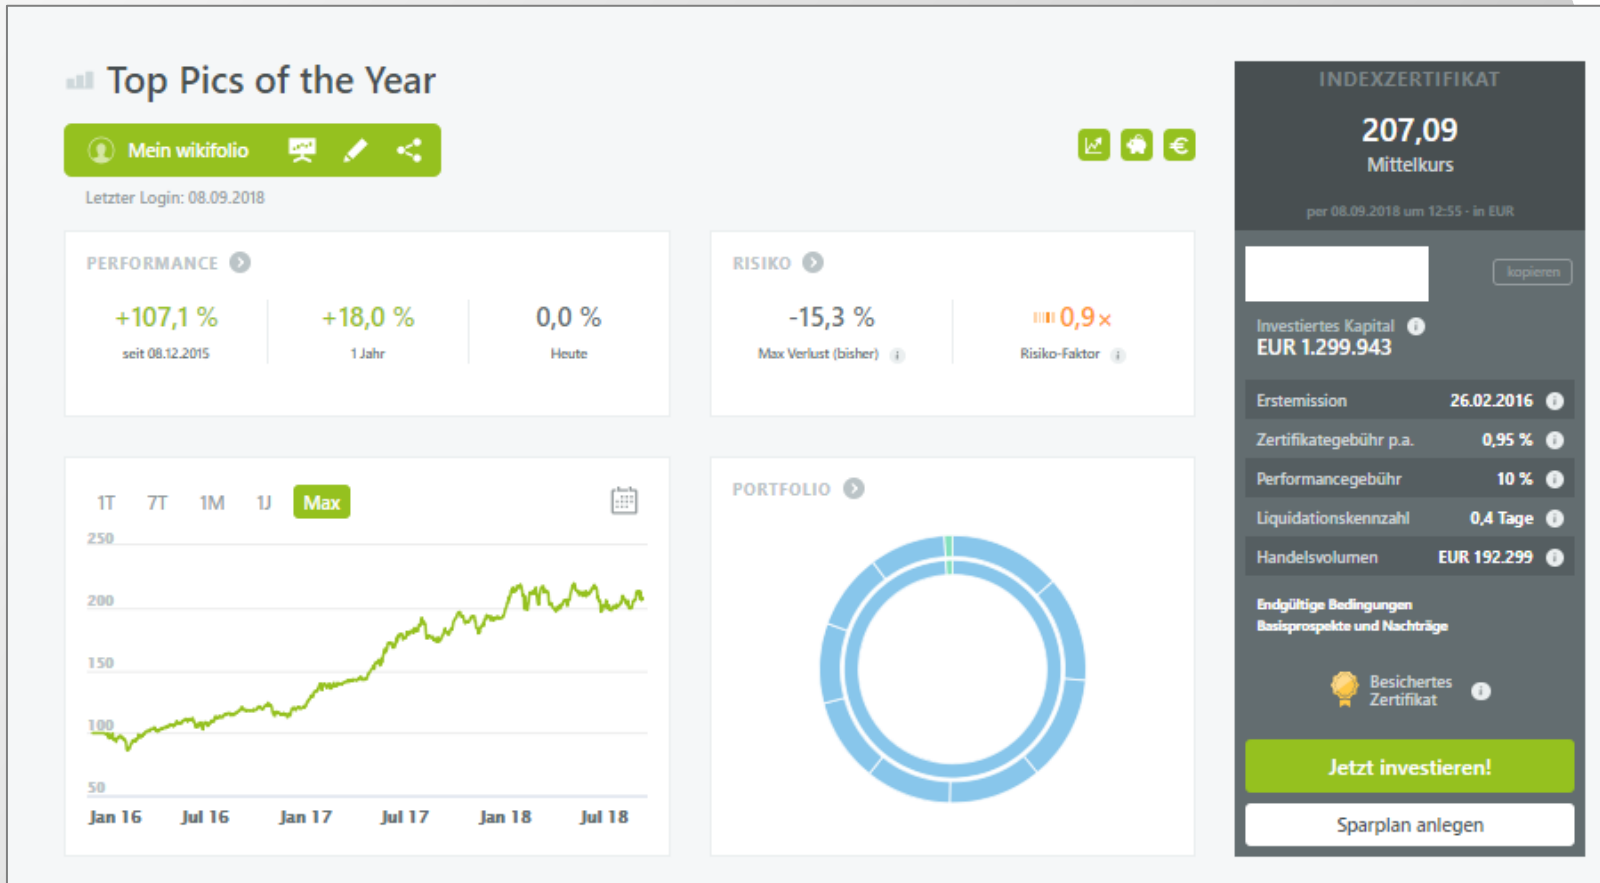 Top Pics of the Year
Mein wikifolio
Letzter Login: 08.09.2018
PERFORMANCE
+107,1 %
seit 08.12.2015
+18,0 %
1 Jahr
0,0 %
Heute
RISIKO
-15,3 %
Max Verlust (bisher)
0,9×
Risiko-Faktor
1T 7T 1M 1J Max
250
200
150
100
50
Jan 16 Jul 16 Jan 17 Jul 17 Jan 18 Jul 18
PORTFOLIO
INDEXZERTIFIKAT
207,09
Mittelkurs
per 08.09.2018 um 12:55 - in EUR
kopieren
Investiertes Kapital
EUR 1.299.943
Erstemission 26.02.2016
Zertifikategebühr p.a. 0,95 %
Performancegebühr 10 %
Liquidationskennzahl 0,4 Tage
Handelsvolumen EUR 192.299
Endgültige Bedingungen
Basisprospekte und Nachträge
Besichertes
Zertifikat
Jetzt investieren!
Sparplan anlegen